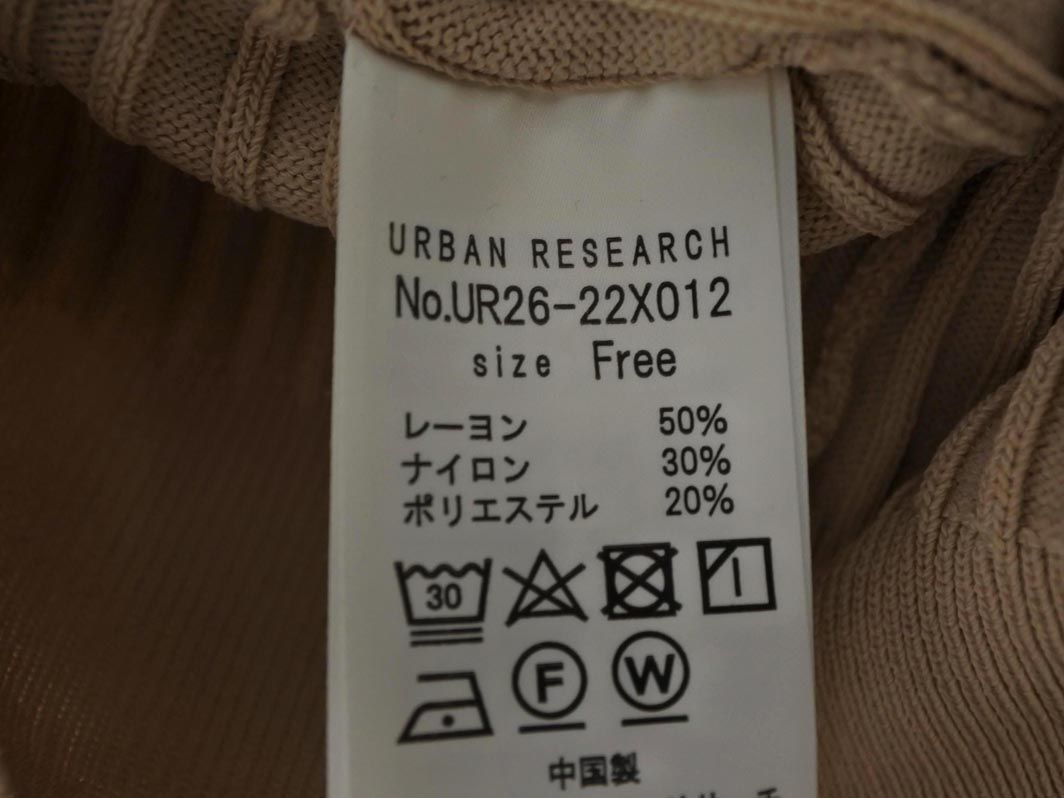 URBAN RESEARCH
No.UR26-22X012
size Free
レーヨン 50%
ナイロン 30%
ポリエステル 20%
30
F W
中国製